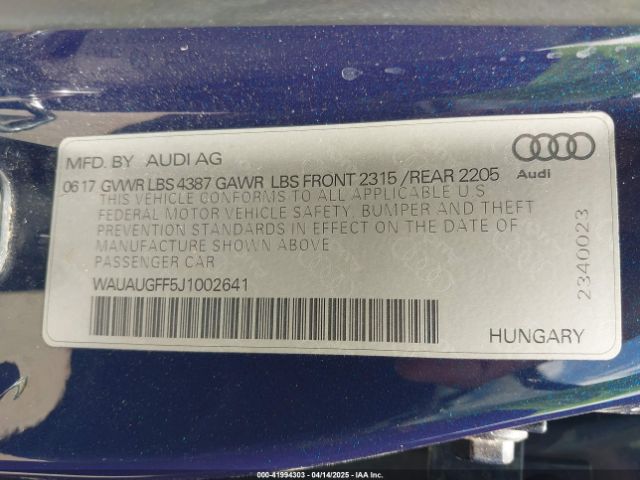 MFD. BY AUDI AG
Audi
06 17 GVWR LBS 4387 GAWR LBS FRONT 2315 /REAR 2205
THIS VEHICLE CONFORMS TO ALL APPLICABLE U S
FEDERAL MOTOR VEHICLE SAFETY, BUMPER AND THEFT
PREVENTION STANDARDS IN EFFECT ON THE DATE OF
MANUFACTURE SHOWN ABOVE
PASSENGER CAR
WAUAUGFF5J1002641
2340023
HUNGARY
000-41994303 - 04/14/2025 - IAA Inc.